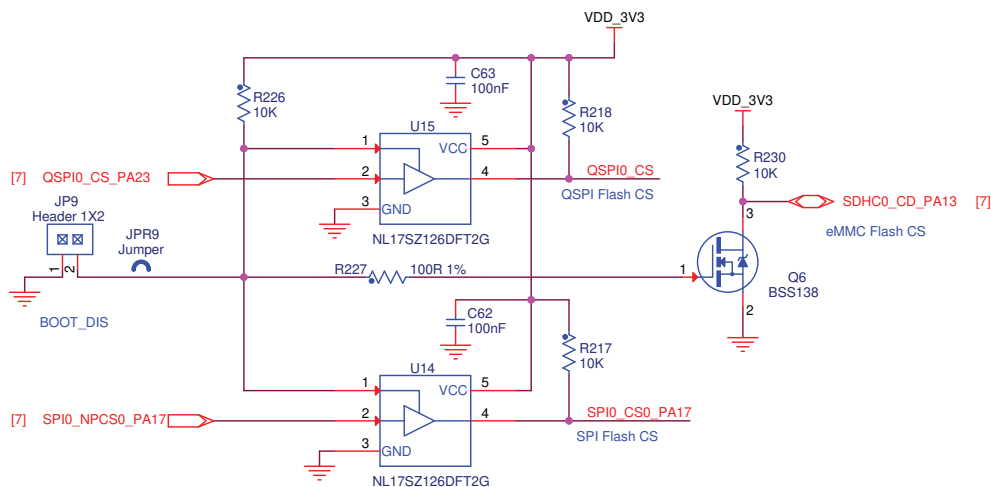 VDD_3V3
C63
100nF
R226
10K
R218
10K
VDD_3V3
U15
1
VCC
5
R230
10K
[7]
QSPI0_CS_PA23
2
4
QSPI0_CS
QSPI Flash CS
3
GND
3
SDHC0_CD_PA13
[7]
eMMC Flash CS
JP9
Header 1X2
JPR9
Jumper
NL17SZ126DFT2G
1
2
R227
100R 1%
1
Q6
BSS138
2
BOOT_DIS
C62
100nF
R217
10K
U14
1
VCC
5
[7]
SPI0_NPCS0_PA17
2
4
SPI0_CS0_PA17
SPI Flash CS
3
GND
NL17SZ126DFT2G